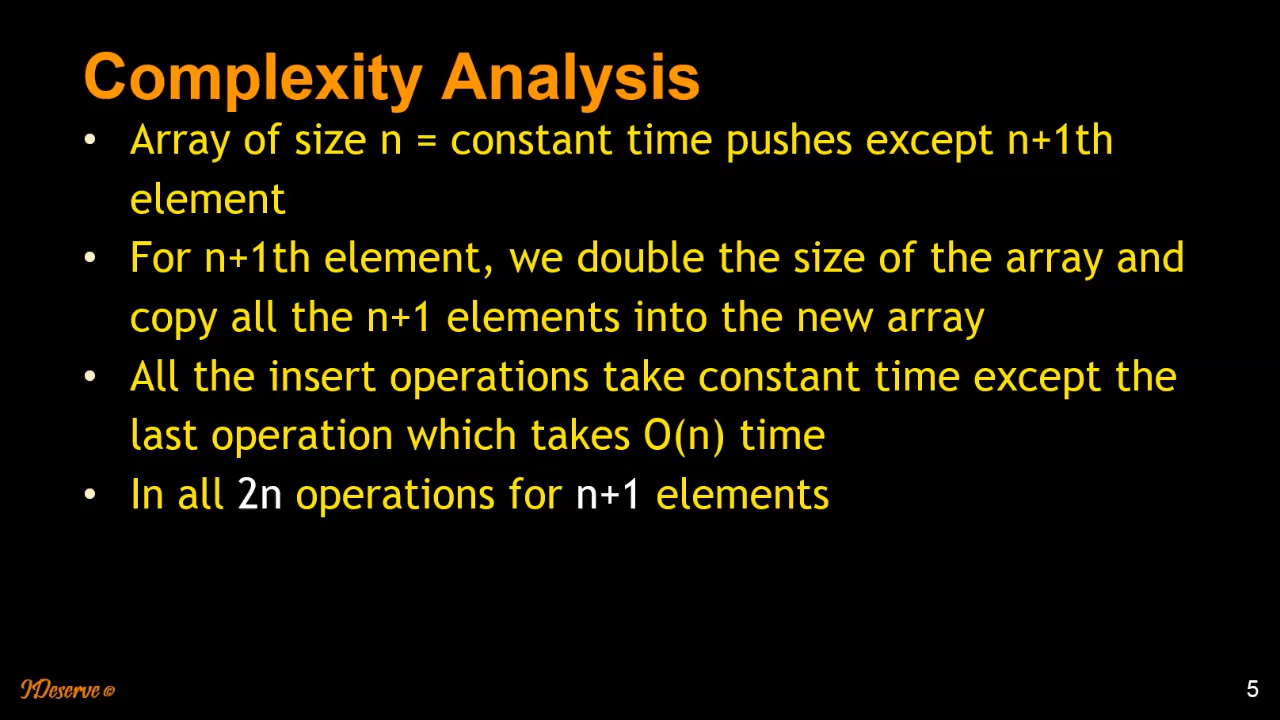 Complexity Analysis
• Array of size n = constant time pushes except n+1th
element
• For n+1th element, we double the size of the array and
copy all the n+1 elements into the new array
• All the insert operations take constant time except the
last operation which takes O(n) time
• In all 2n operations for n+1 elements
IDeserve ©
5